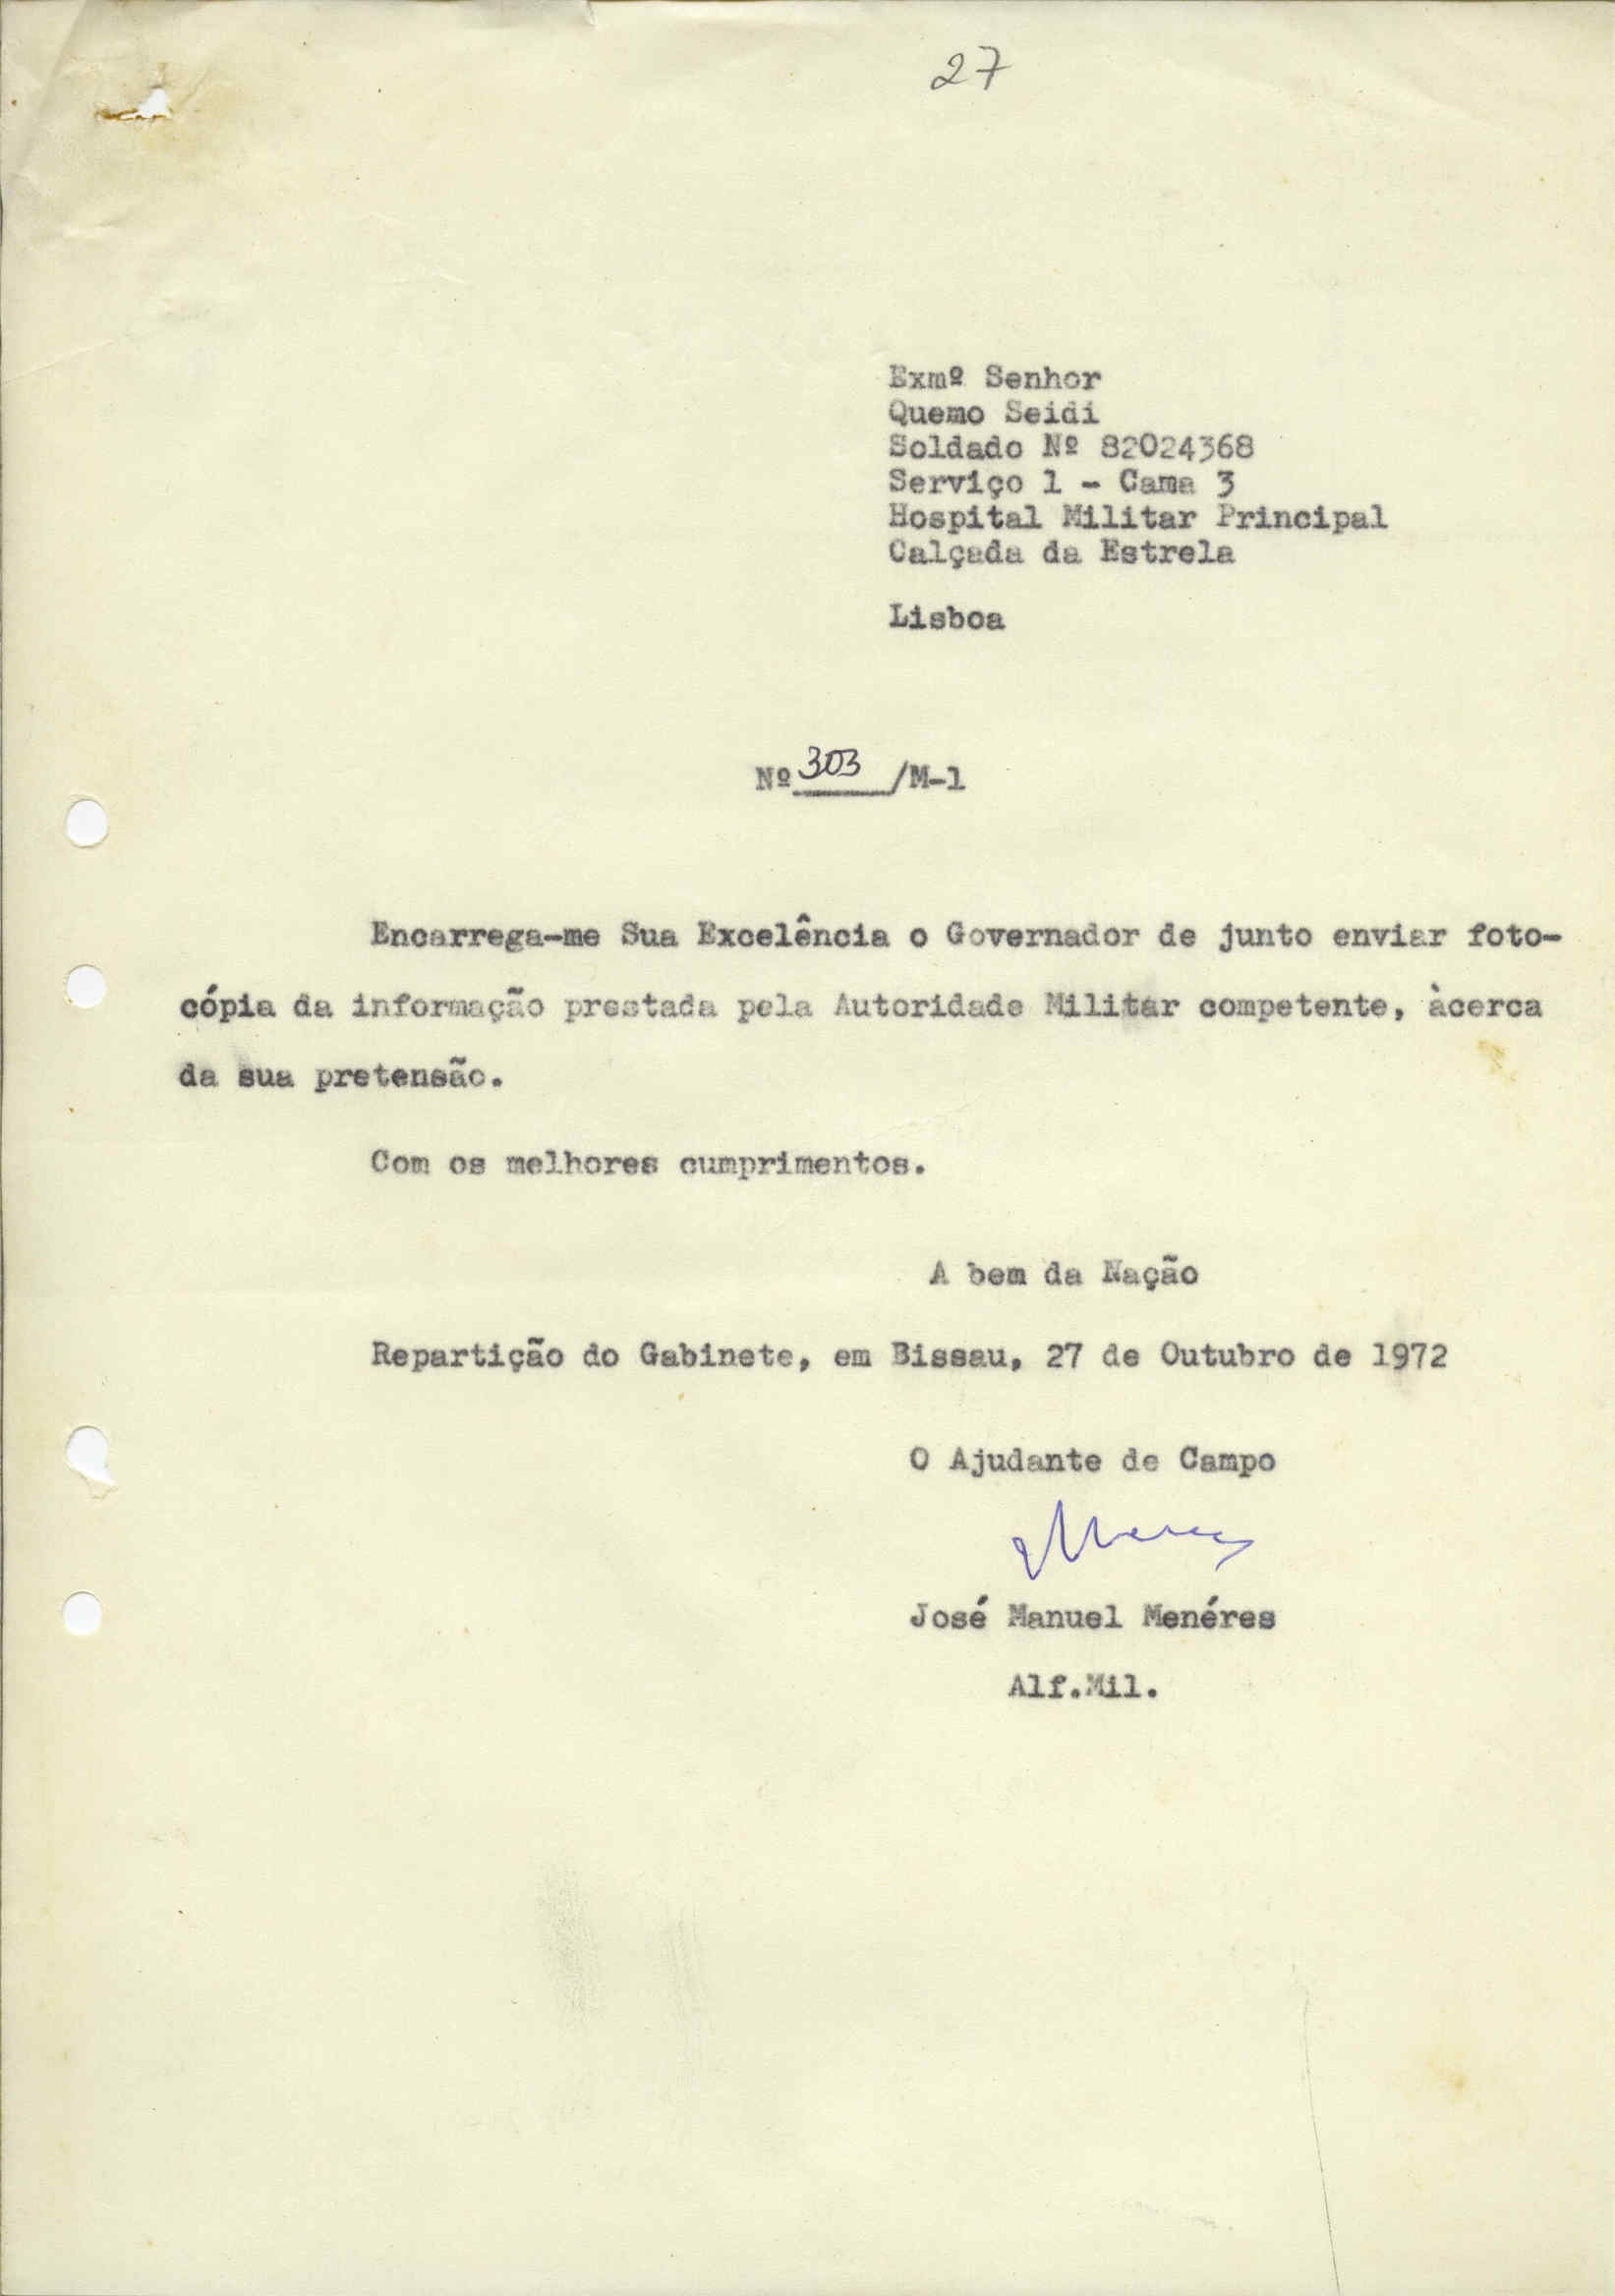 27
Exmº Senhor
Quemo Seidi
Soldado Nº 82024368
Serviço 1 - Cama 3
Hospital Militar Principal
Calçada da Estrela
Lisboa
Nº 303 /M-1
Encarrega-me Sua Excelência o Governador de junto enviar foto-
cópia da informação prestada pela Autoridade Militar competente, àcerca
da sua pretensão.
Com os melhores cumprimentos.
A bem da Nação
Repartição do Gabinete, em Bissau, 27 de Outubro de 1972
O Ajudante de Campo
José Manuel Menéres
Alf.Mil.